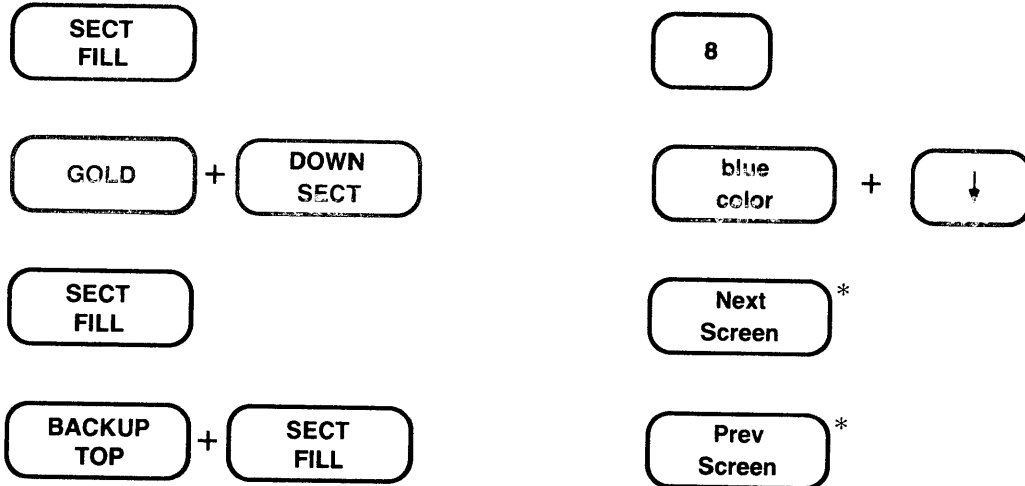 SECT
FILL
8
GOLD + DOWN
SECT
blue
color + ↓
SECT
FILL
Next
Screen *
BACKUP
TOP + SECT
FILL
Prev
Screen *